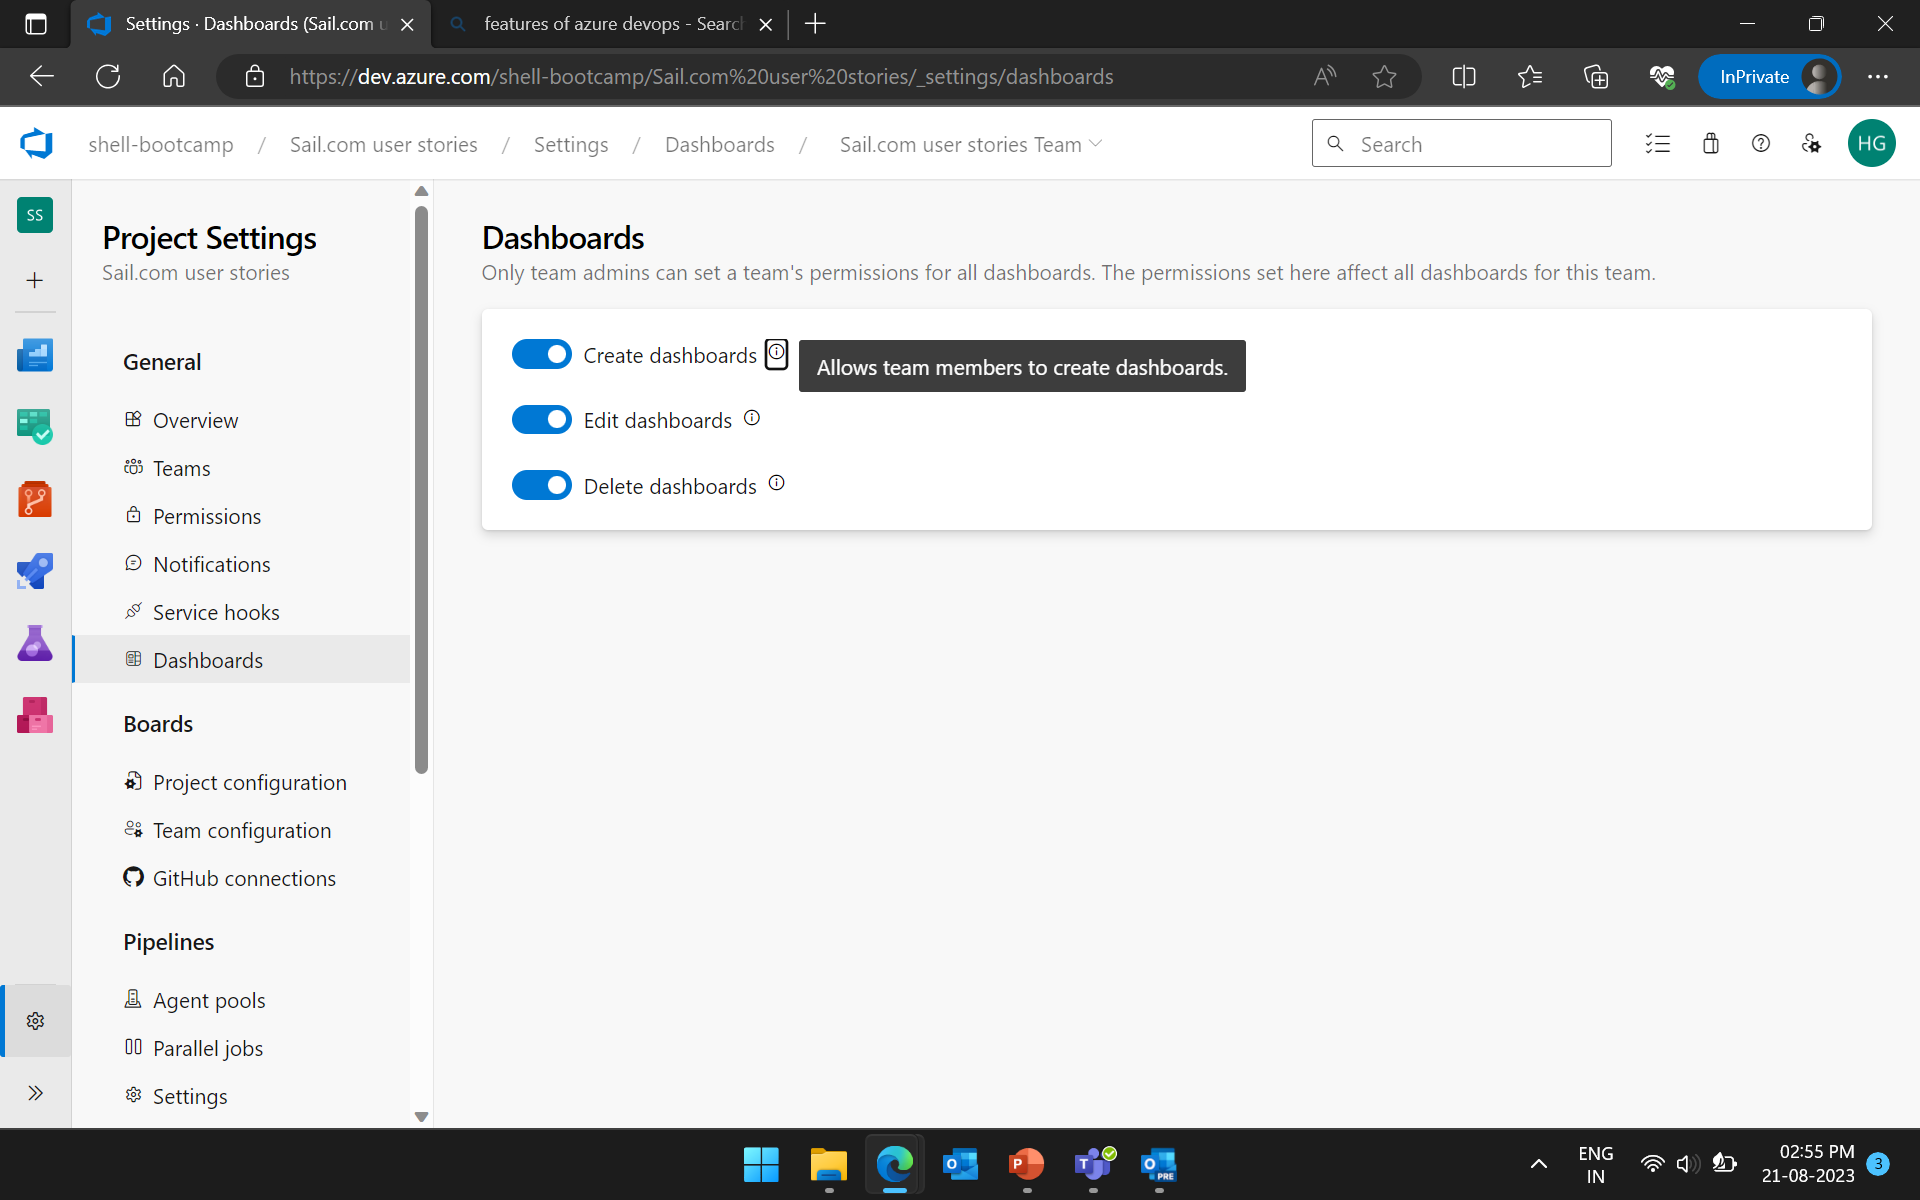 Settings · Dashboards (Sail.com u
features of azure devops - Search
https://dev.azure.com/shell-bootcamp/Sail.com%20user%20stories/_settings/dashboards
InPrivate
shell-bootcamp / Sail.com user stories / Settings / Dashboards / Sail.com user stories Team
Search
HG
SS
Project Settings
Sail.com user stories
General
Overview
Teams
Permissions
Notifications
Service hooks
Dashboards
Boards
Project configuration
Team configuration
GitHub connections
Pipelines
Agent pools
Parallel jobs
Settings
Dashboards
Only team admins can set a team's permissions for all dashboards. The permissions set here affect all dashboards for this team.
Create dashboards
Allows team members to create dashboards.
Edit dashboards
Delete dashboards
ENG
IN
02:55 PM
21-08-2023
3